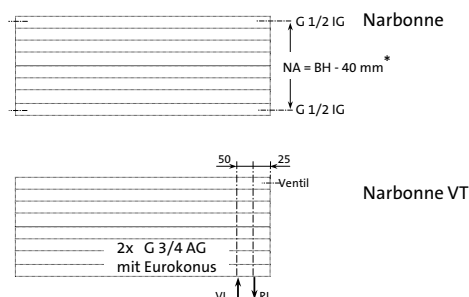 G 1/2 IG Narbonne
NA = BH - 40 mm*
G 1/2 IG
50 25
Ventil
Narbonne VT
2x G 3/4 AG
mit Eurokonus
VL RL